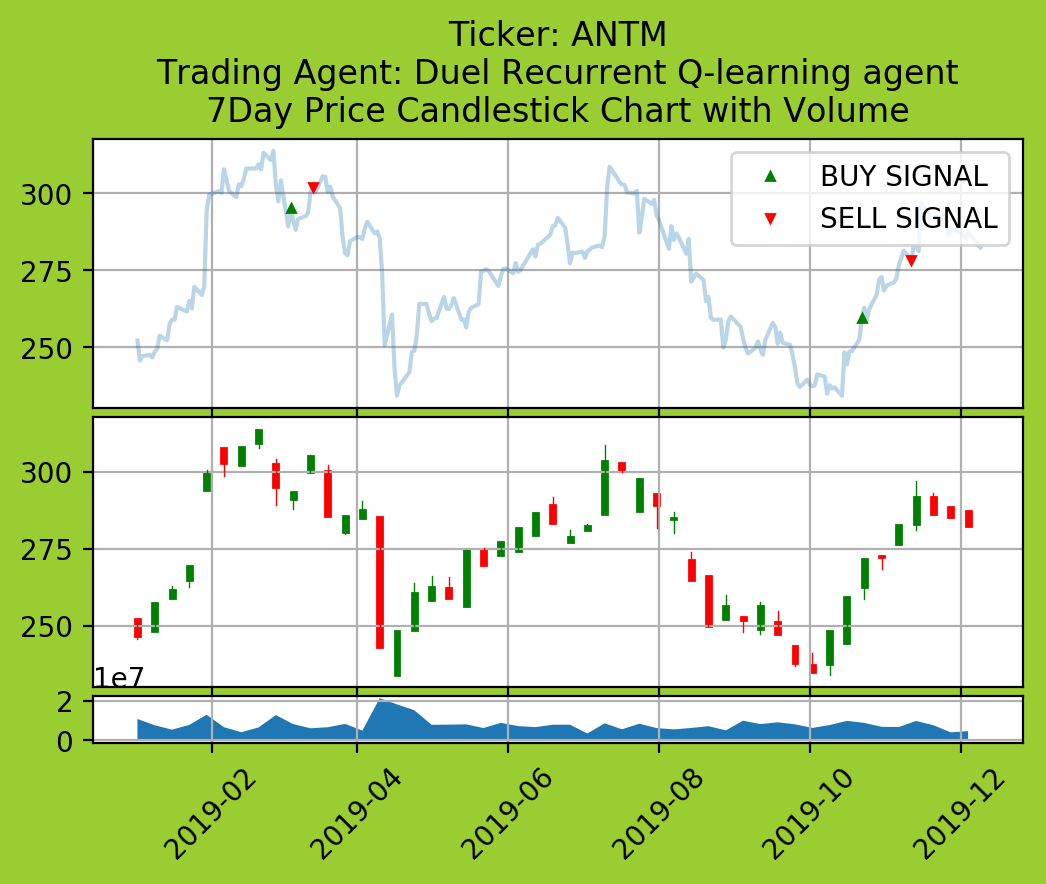 Ticker: ANTM
Trading Agent: Duel Recurrent Q-learning agent
7Day Price Candlestick Chart with Volume
BUY SIGNAL
SELL SIGNAL
300
275
250
300
275
250
1e7
2
0
2019-02
2019-04
2019-06
2019-08
2019-10
2019-12